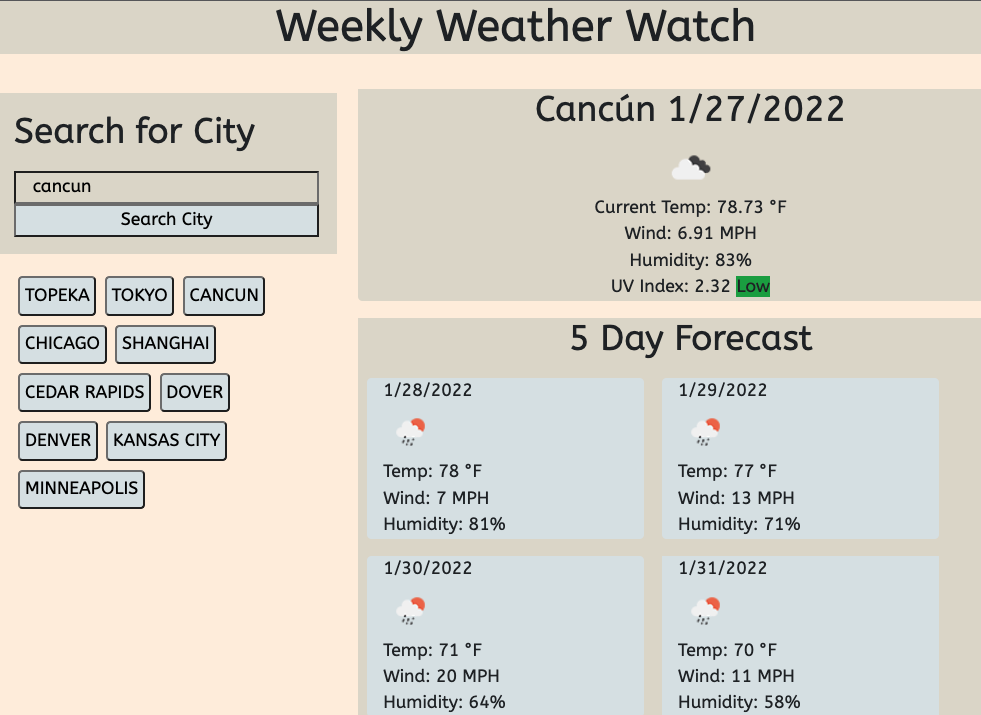 Weekly Weather Watch
Search for City
cancun
Search City
TOPEKA TOKYO CANCUN
CHICAGO SHANGHAI
CEDAR RAPIDS DOVER
DENVER KANSAS CITY
MINNEAPOLIS
Cancún 1/27/2022
Current Temp: 78.73 °F
Wind: 6.91 MPH
Humidity: 83%
UV Index: 2.32 Low
5 Day Forecast
1/28/2022
Temp: 78 °F
Wind: 7 MPH
Humidity: 81%
1/29/2022
Temp: 77 °F
Wind: 13 MPH
Humidity: 71%
1/30/2022
Temp: 71 °F
Wind: 20 MPH
Humidity: 64%
1/31/2022
Temp: 70 °F
Wind: 11 MPH
Humidity: 58%